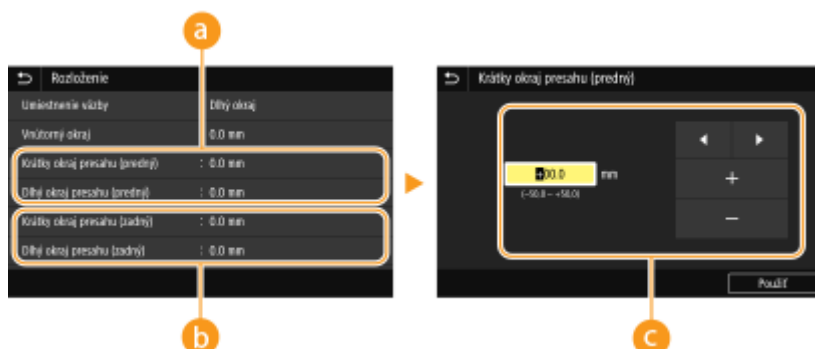 a
Rozloženie
Umiestnenie väzby Dlhý okraj
Vnútorný okraj : 0.0 mm
Krátky okraj presahu (predný) : 0.0 mm
Dlhý okraj presahu (predný) : 0.0 mm
Krátky okraj presahu (zadný) : 0.0 mm
Dlhý okraj presahu (zadný) : 0.0 mm
b
Krátky okraj presahu (predný)
+00.0 mm
(-50.0 ~ +50.0)
+
−
Použiť
c